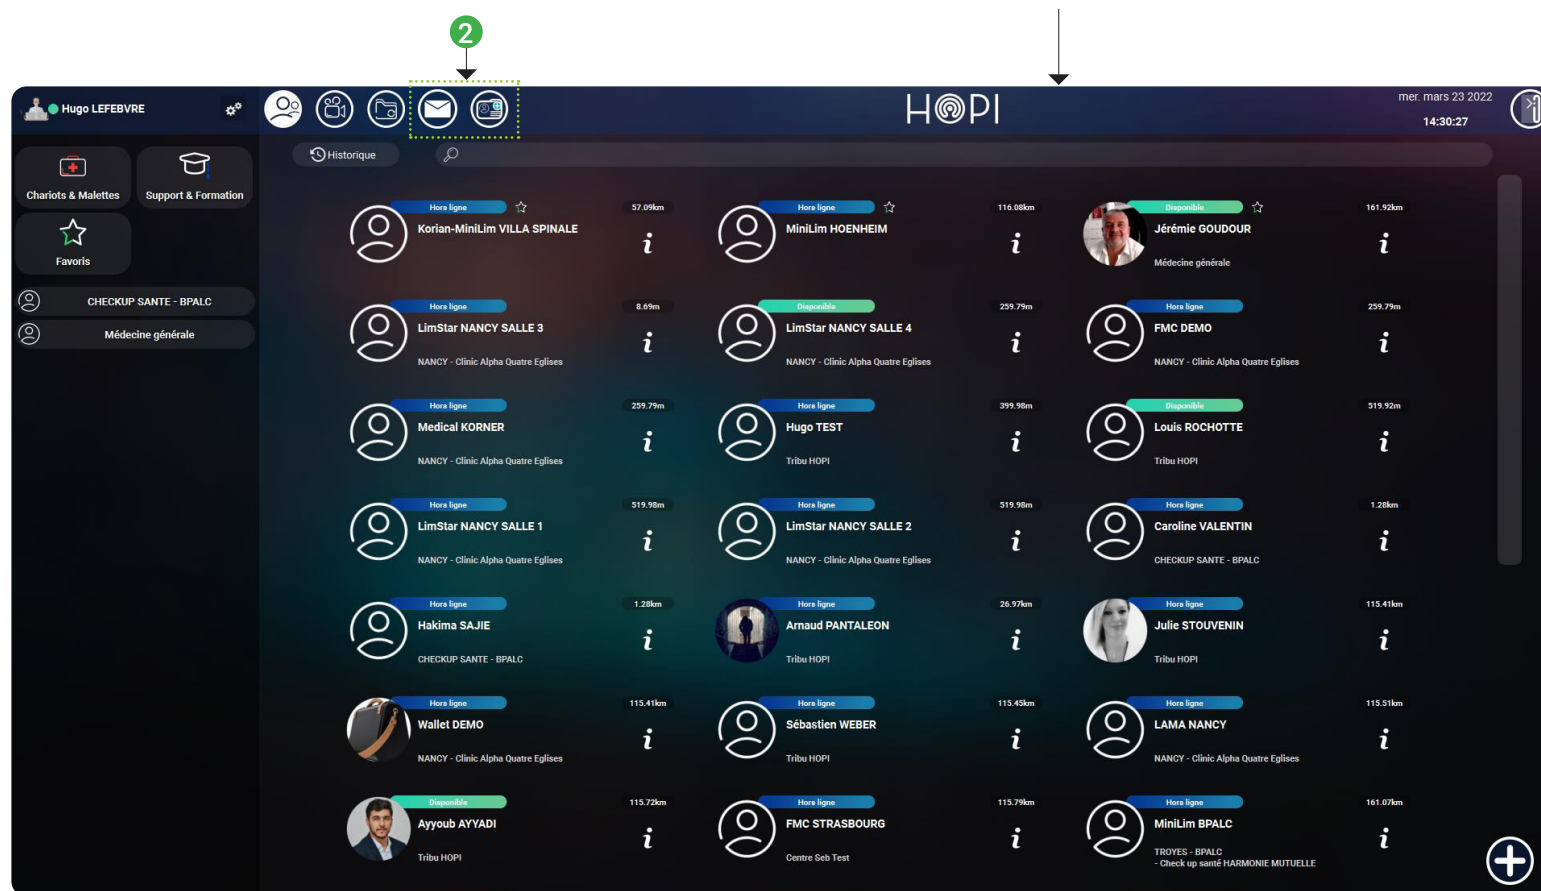 2
Hugo LEFEBVRE
HOPI
mer. mars 23 2022
14:30:27
Historique
Chariots & Malettes
Support & Formation
Favoris
CHECKUP SANTE - BPALC
Médecine générale
Hors ligne
57.09km
Korian-MiniLim VILLA SPINALE
Hors ligne
116.08km
MiniLim HOENHEIM
Disponible
161.92km
Jérémie GOUDOUR
Médecine générale
Hors ligne
8.69m
LimStar NANCY SALLE 3
NANCY - Clinic Alpha Quatre Eglises
Disponible
259.79m
LimStar NANCY SALLE 4
NANCY - Clinic Alpha Quatre Eglises
Hors ligne
259.79m
FMC DEMO
NANCY - Clinic Alpha Quatre Eglises
Hors ligne
259.79m
Medical KORNER
NANCY - Clinic Alpha Quatre Eglises
Hors ligne
399.98m
Hugo TEST
Tribu HOPI
Disponible
519.92m
Louis ROCHOTTE
Tribu HOPI
Hors ligne
519.98m
LimStar NANCY SALLE 1
NANCY - Clinic Alpha Quatre Eglises
Hors ligne
519.98m
LimStar NANCY SALLE 2
NANCY - Clinic Alpha Quatre Eglises
Hors ligne
1.28km
Caroline VALENTIN
CHECKUP SANTE - BPALC
Hors ligne
1.28km
Hakima SAJIE
CHECKUP SANTE - BPALC
Hors ligne
26.97km
Arnaud PANTALEON
Tribu HOPI
Hors ligne
115.41km
Julie STOUVENIN
Tribu HOPI
Hors ligne
115.41km
Wallet DEMO
NANCY - Clinic Alpha Quatre Eglises
Hors ligne
115.45km
Sébastien WEBER
Tribu HOPI
Hors ligne
115.51km
LAMA NANCY
NANCY - Clinic Alpha Quatre Eglises
Disponible
115.72km
Ayyoub AYYADI
Tribu HOPI
Hors ligne
115.79km
FMC STRASBOURG
Centre Seb Test
Hors ligne
161.07km
MiniLim BPALC
TROYES - BPALC
- Check up santé HARMONIE MUTUELLE